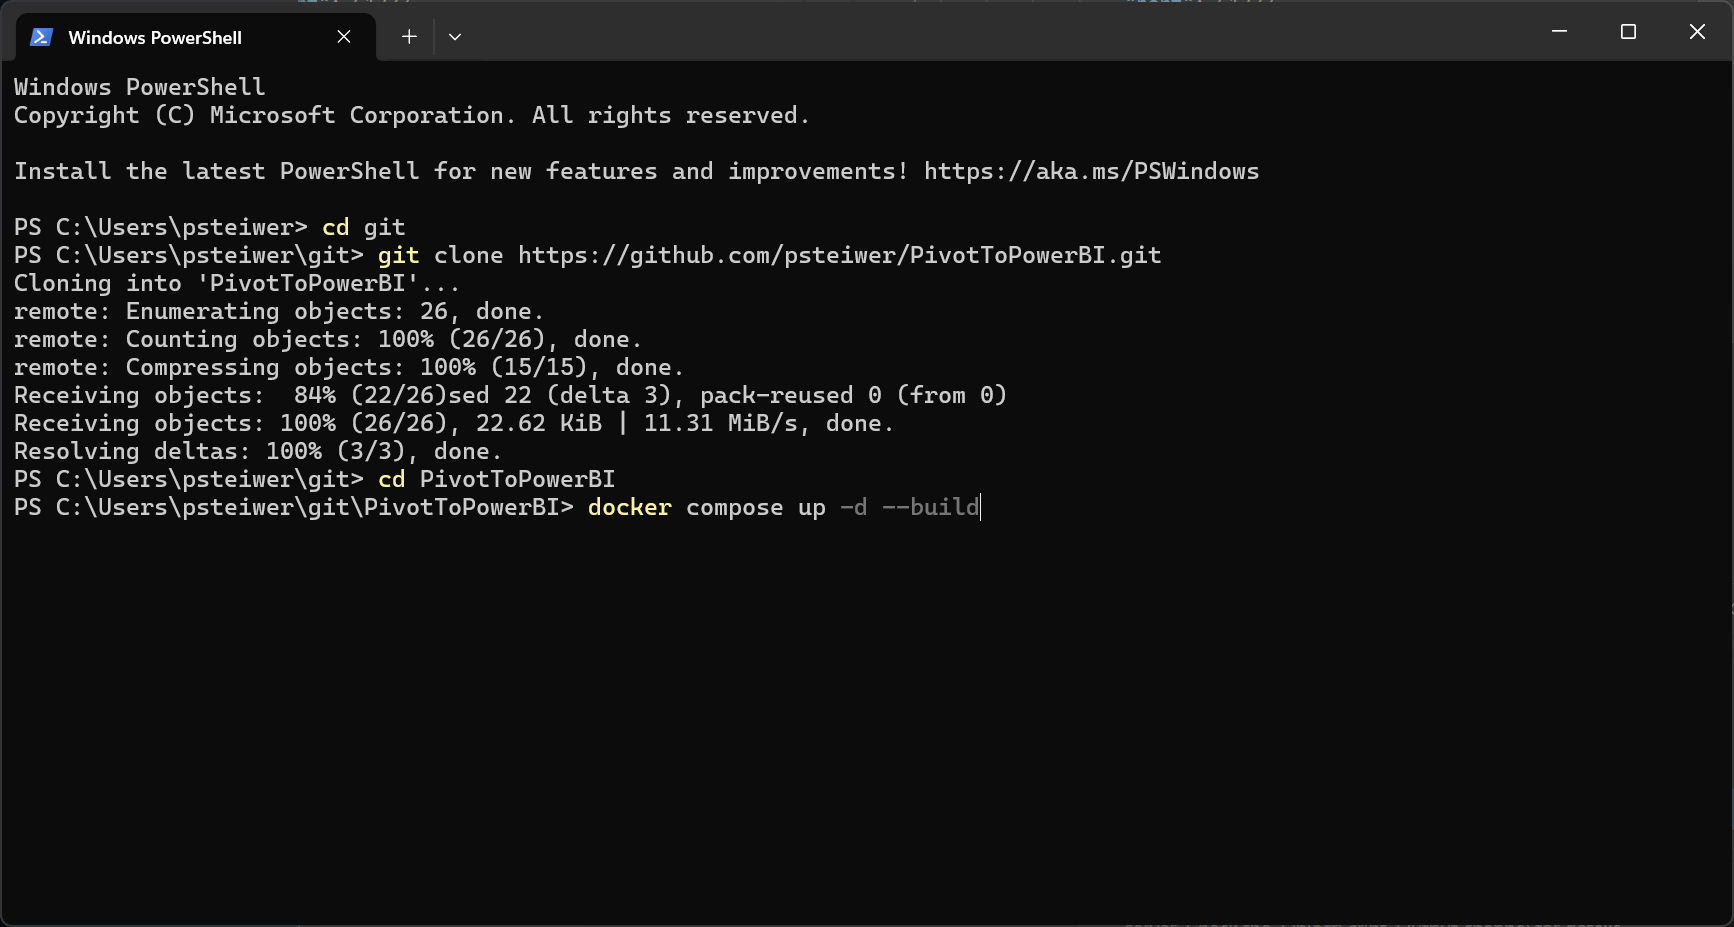 Windows PowerShell
Windows PowerShell
Copyright (C) Microsoft Corporation. All rights reserved.
Install the latest PowerShell for new features and improvements! https://aka.ms/PSWindows
PS C:\Users\psteiwer> cd git
PS C:\Users\psteiwer\git> git clone https://github.com/psteiwer/PivotToPowerBI.git
Cloning into 'PivotToPowerBI'...
remote: Enumerating objects: 26, done.
remote: Counting objects: 100% (26/26), done.
remote: Compressing objects: 100% (15/15), done.
Receiving objects:  84% (22/26)sed 22 (delta 3), pack-reused 0 (from 0)
Receiving objects: 100% (26/26), 22.62 KiB | 11.31 MiB/s, done.
Resolving deltas: 100% (3/3), done.
PS C:\Users\psteiwer\git> cd PivotToPowerBI
PS C:\Users\psteiwer\git\PivotToPowerBI> docker compose up -d --build